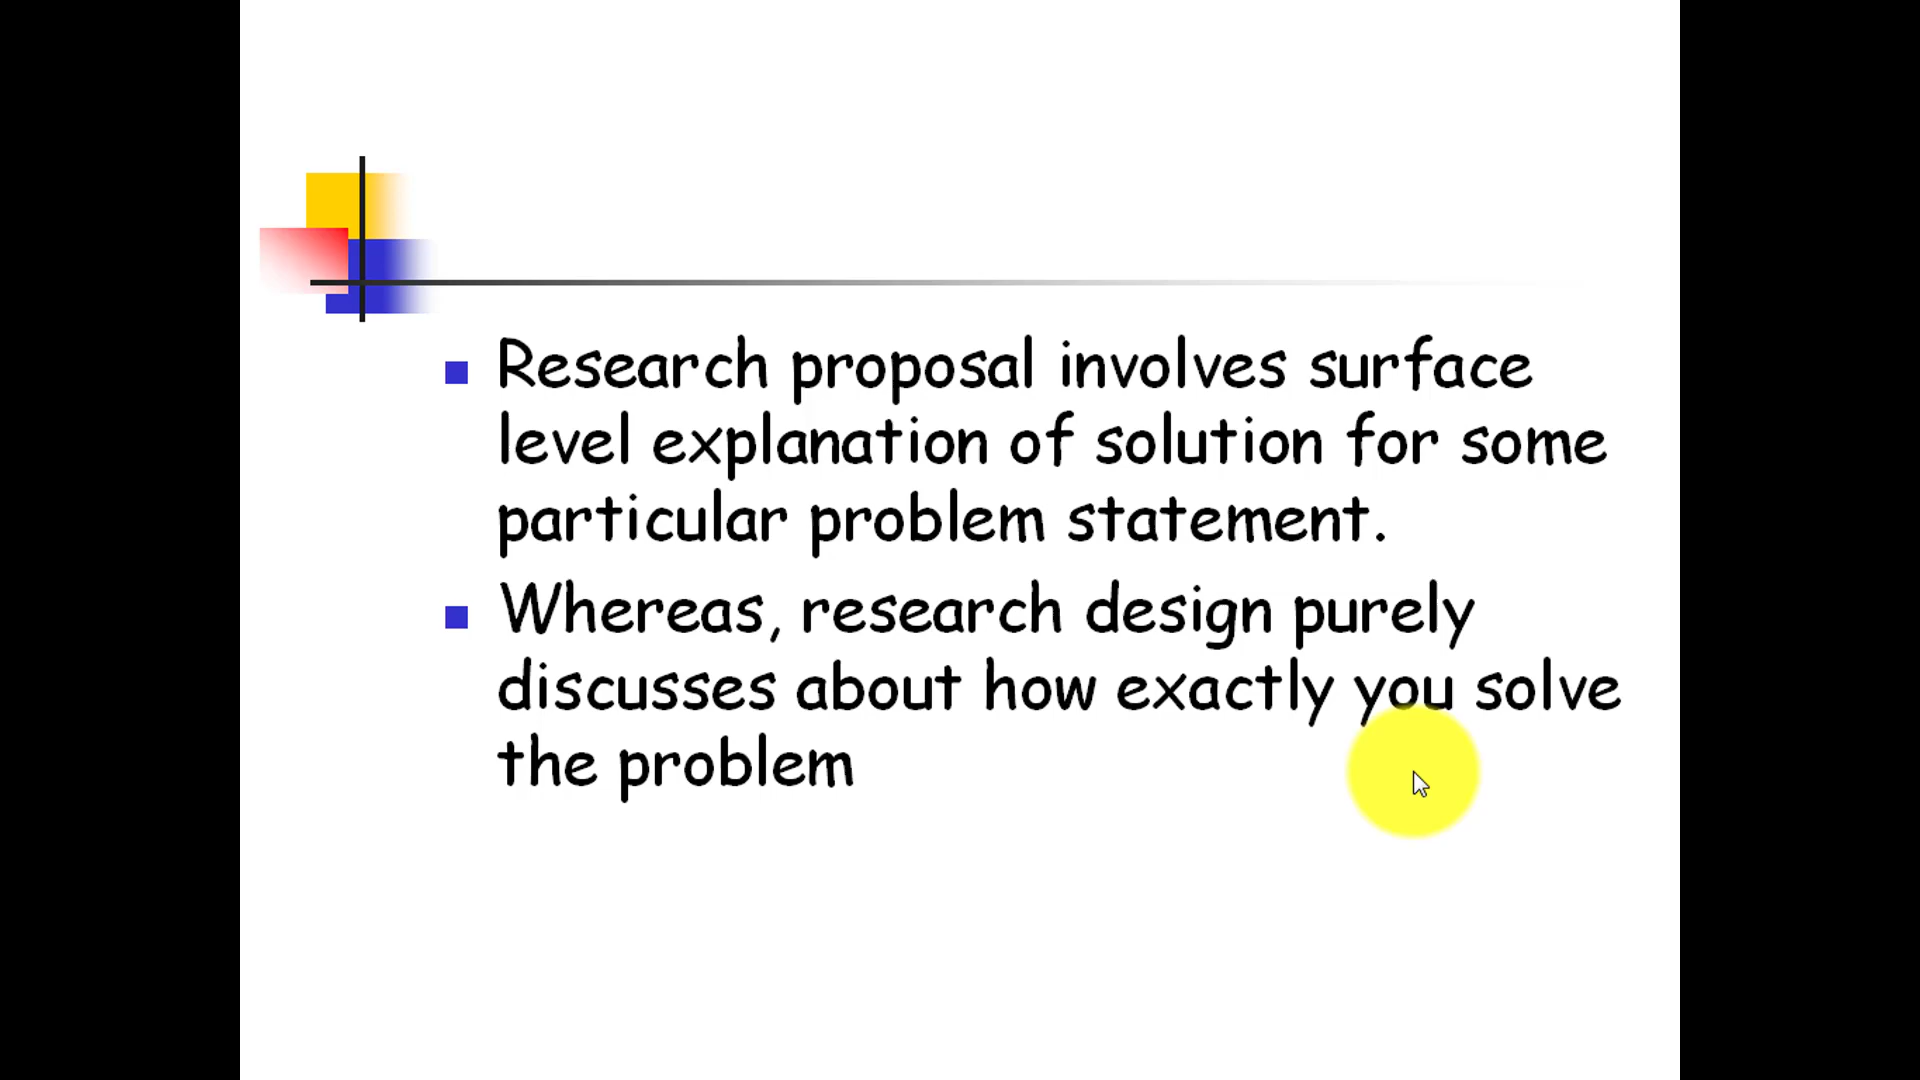 Research proposal involves surface
level explanation of solution for some
particular problem statement.
Whereas, research design purely
discusses about how exactly you solve
the problem